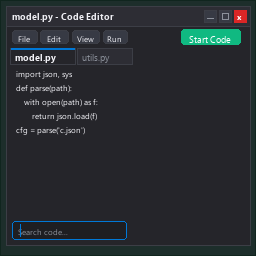 model.py - Code Editor
File Edit View Run Start Code
model.py utils.py
import json, sys
def parse(path):
with open(path) as f:
return json.load(f)
cfg = parse('c.json')
Search code...